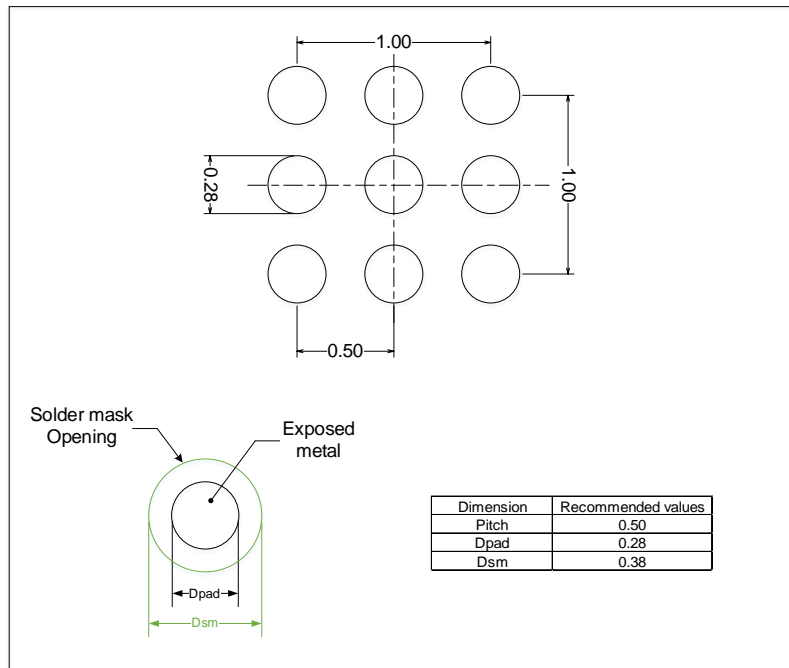 1.00
0.28
1.00
0.50
Solder mask
Opening
Exposed
metal
Dpad
Dsm
Dimension Recommended values
Pitch 0.50
Dpad 0.28
Dsm 0.38